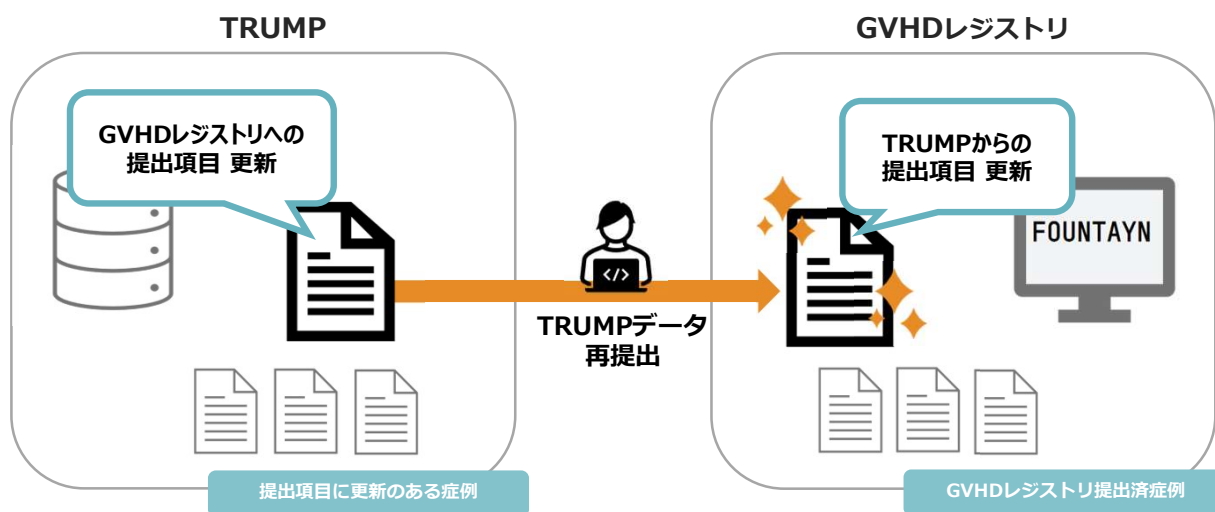 TRUMP
GVHDレジストリ
GVHDレジストリへの
提出項目 更新
TRUMPからの
提出項目 更新
FOUNTAYN
</>
TRUMPデータ
再提出
提出項目に更新のある症例
GVHDレジストリ提出済症例